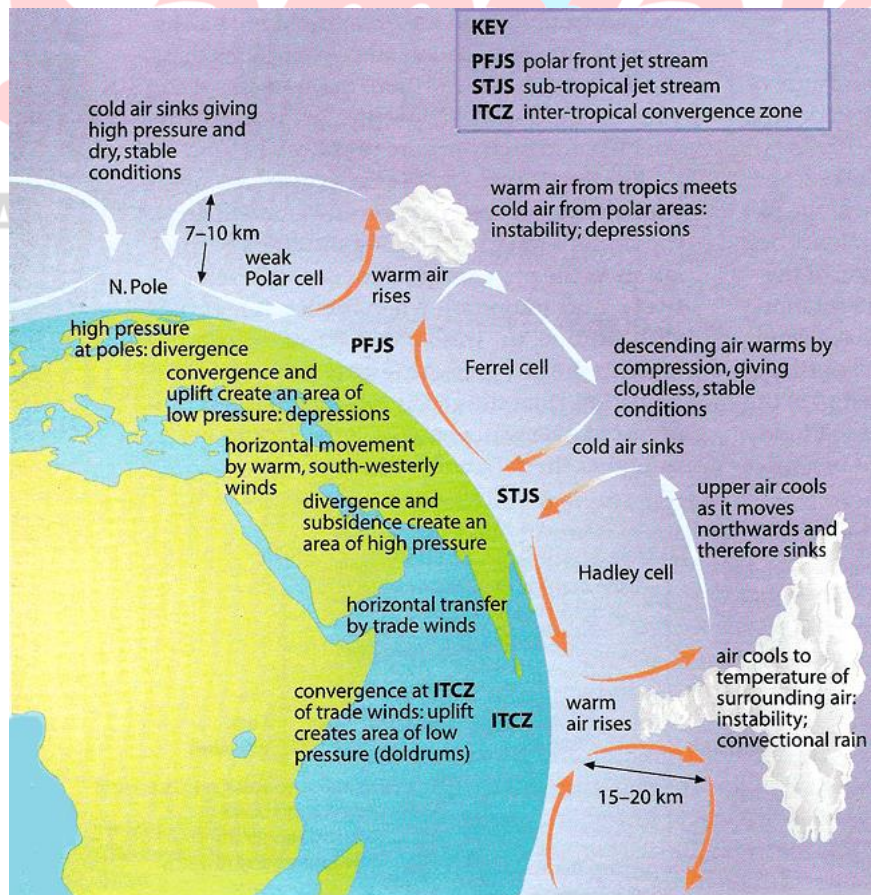 KEY
PFJS polar front jet stream
STJS sub-tropical jet stream
ITCZ inter-tropical convergence zone
cold air sinks giving
high pressure and
dry, stable
conditions
warm air from tropics meets
cold air from polar areas:
instability; depressions
7–10 km
weak
Polar cell
N. Pole
warm air
rises
high pressure
at poles: divergence
PFJS
convergence and
uplift create an area of
low pressure: depressions
Ferrel cell
descending air warms by
compression, giving
cloudless, stable
conditions
horizontal movement
by warm, south-westerly
winds
cold air sinks
STJS
upper air cools
as it moves
northwards and
therefore sinks
divergence and
subsidence create an
area of high pressure
Hadley cell
horizontal transfer
by trade winds
convergence at ITCZ
of trade winds: uplift
creates area of low
pressure (doldrums)
ITCZ
warm
air rises
air cools to
temperature of
surrounding air:
instability;
convectional rain
15–20 km